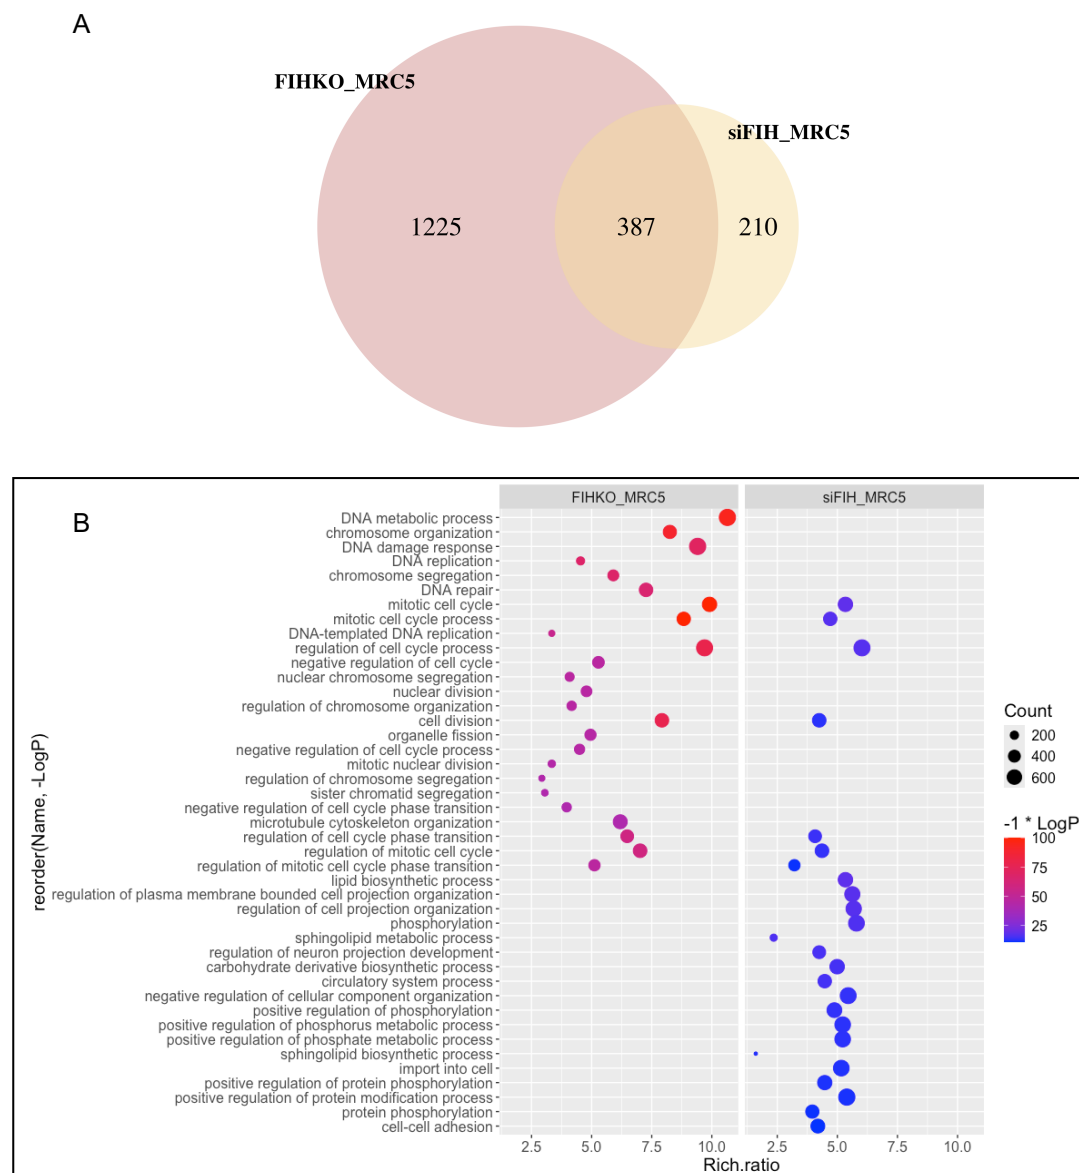 A
FIHKO_MRC5
siFIH_MRC5
1225
387
210
B
FIHKO_MRC5
siFIH_MRC5
reorder(Name, -LogP)
DNA metabolic process
chromosome organization
DNA damage response
DNA replication
chromosome segregation
DNA repair
mitotic cell cycle
mitotic cell cycle process
DNA-templated DNA replication
regulation of cell cycle process
negative regulation of cell cycle
nuclear chromosome segregation
nuclear division
regulation of chromosome organization
cell division
organelle fission
negative regulation of cell cycle process
mitotic nuclear division
regulation of chromosome segregation
sister chromatid segregation
negative regulation of cell cycle phase transition
microtubule cytoskeleton organization
regulation of cell cycle phase transition
regulation of mitotic cell cycle
regulation of mitotic cell cycle phase transition
lipid biosynthetic process
regulation of plasma membrane bounded cell projection organization
regulation of cell projection organization
phosphorylation
sphingolipid metabolic process
regulation of neuron projection development
carbohydrate derivative biosynthetic process
circulatory system process
negative regulation of cellular component organization
positive regulation of phosphorylation
positive regulation of phosphorus metabolic process
positive regulation of phosphate metabolic process
sphingolipid biosynthetic process
import into cell
positive regulation of protein phosphorylation
positive regulation of protein modification process
protein phosphorylation
cell-cell adhesion
2.5 5.0 7.5 10.0 2.5 5.0 7.5 10.0
Rich.ratio
Count
200
400
600
-1 * LogP
100
75
50
25